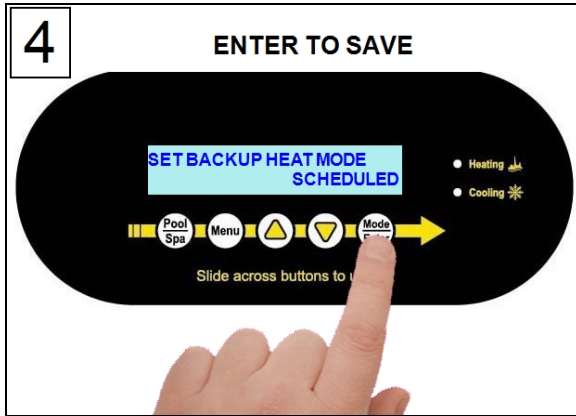 4
ENTER TO SAVE
SET BACKUP HEAT MODE
SCHEDULED
Heating
Cooling
Pool
Spa
Menu
Mode
Slide across buttons to